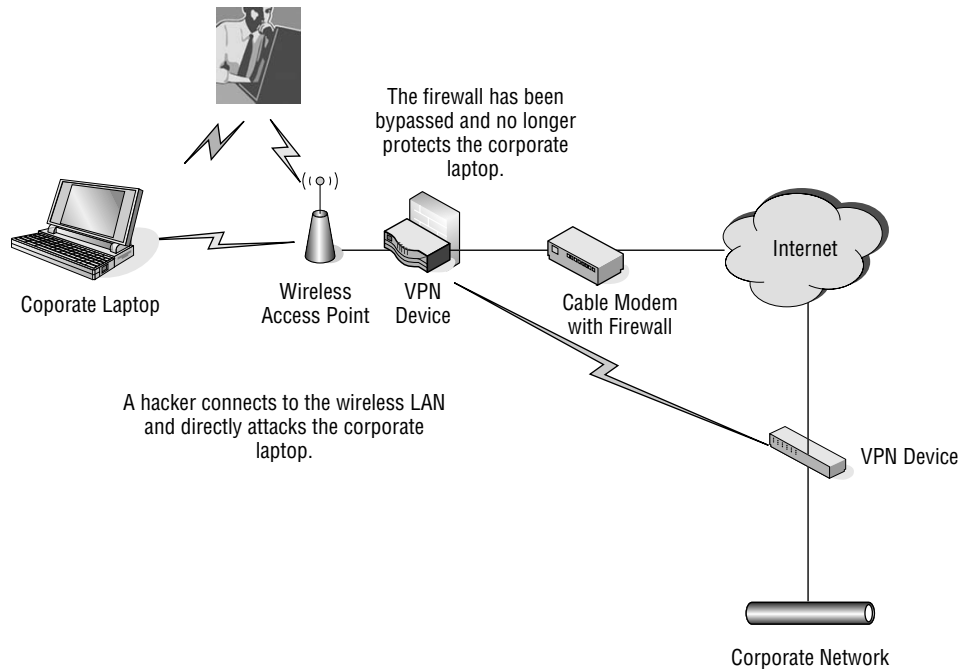 The firewall has been
bypassed and no longer
protects the corporate
laptop.
Internet
Coporate Laptop
Wireless
Access Point
VPN
Device
Cable Modem
with Firewall
A hacker connects to the wireless LAN
and directly attacks the corporate
laptop.
VPN Device
Corporate Network